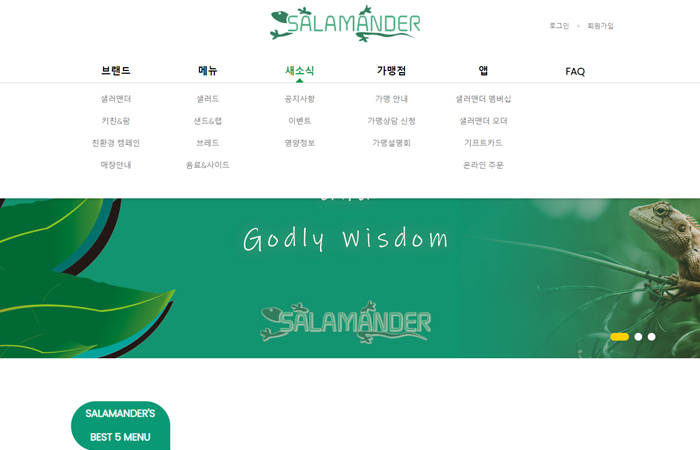 SALAMANDER
로그인 회원가입
브랜드 메뉴 새소식 가맹점 앱 FAQ
샐러맨더 샐러드 공지사항 가맹 안내 샐러맨더 멤버십
키친&팜 샌드&랩 이벤트 가맹상담 신청 샐러맨더 오더
친환경 캠페인 브레드 영양정보 가맹설명회 기프트카드
매장안내 음료&사이드 온라인 주문
Godly Wisdom
SALAMANDER
SALAMANDER'S
BEST 5 MENU